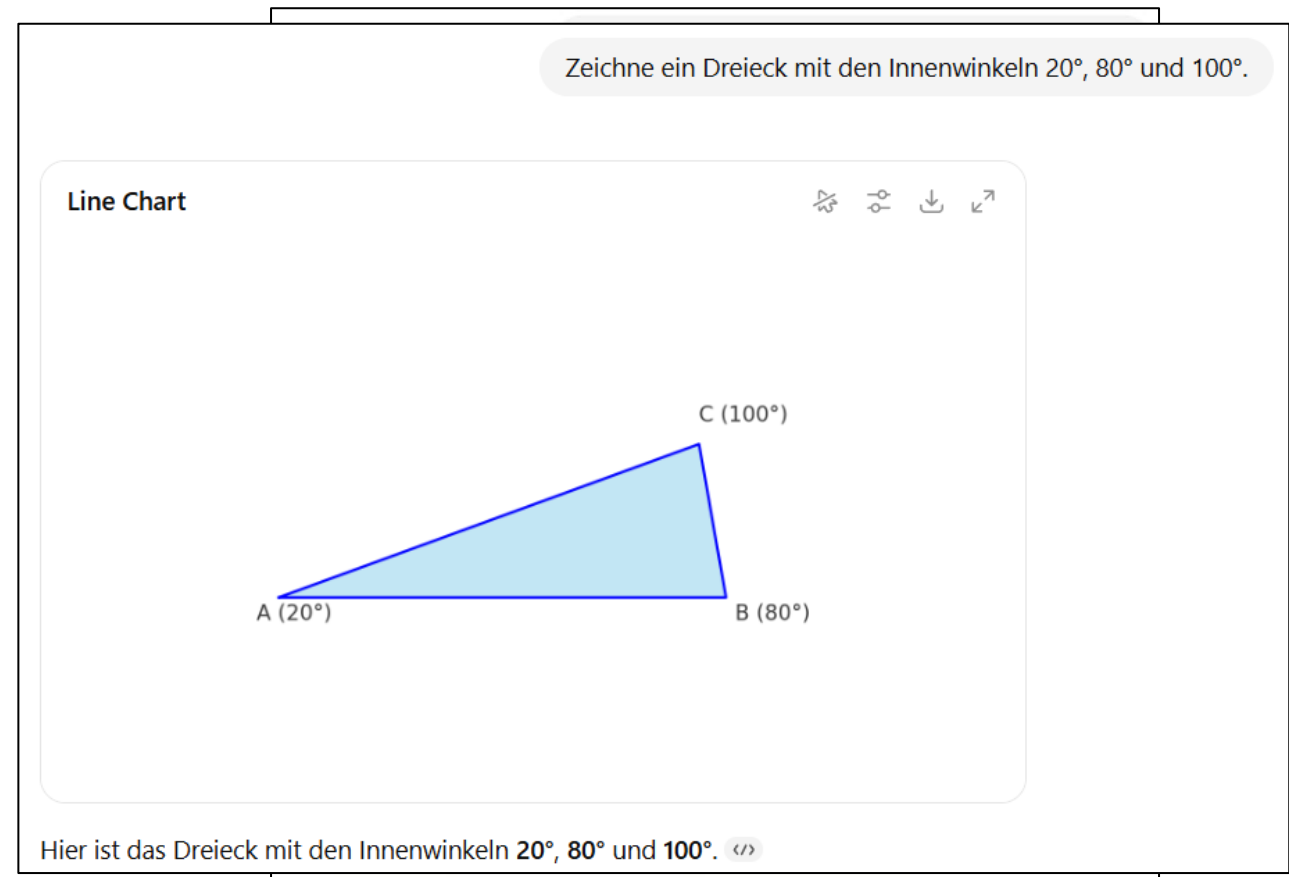 Zeichne ein Dreieck mit den Innenwinkeln 20°, 80° und 100°.
Line Chart
C (100°)
A (20°)
B (80°)
Hier ist das Dreieck mit den Innenwinkeln 20°, 80° und 100°.